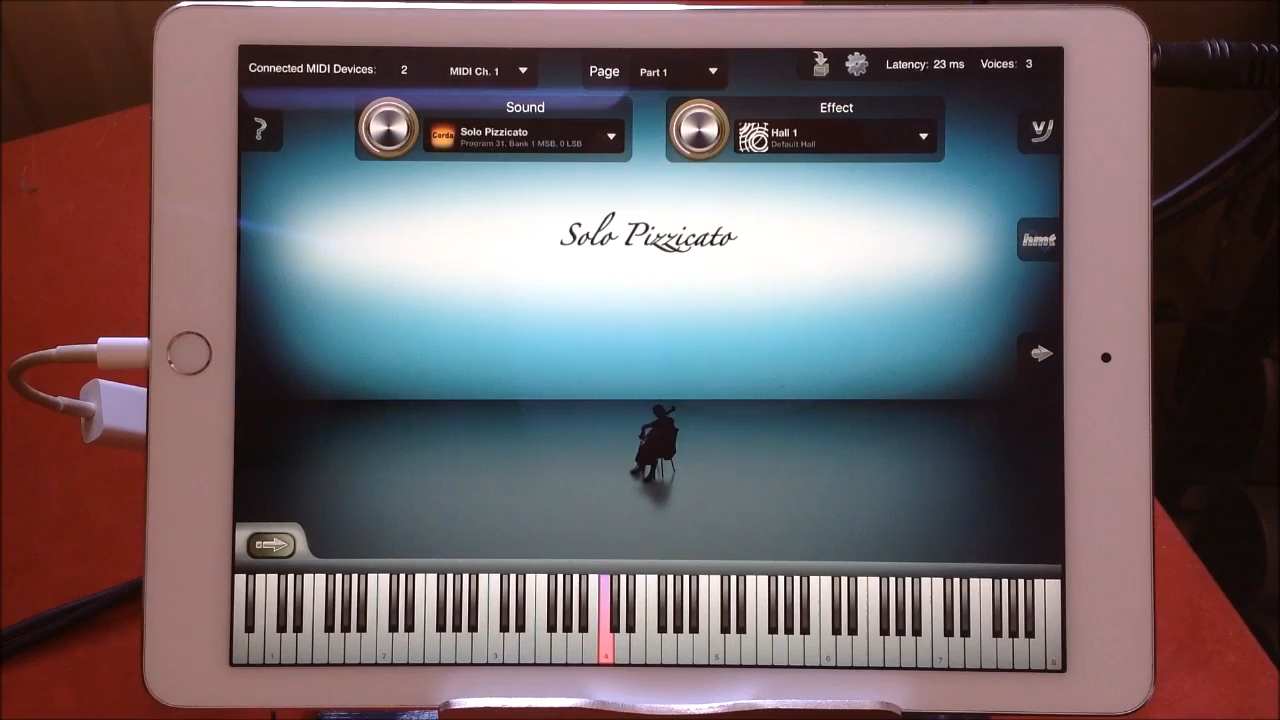 Connected MIDI Devices: 2 MIDI Ch. 1 Page Part 1 Latency: 23 ms Voices: 3
Sound Effect
? Corda Solo Pizzicato Hall 1
Program 31, Bank 1 MSB, 0 LSB Default Hall
Solo Pizzicato
hmt
1 2 3 4 5 6 7 8